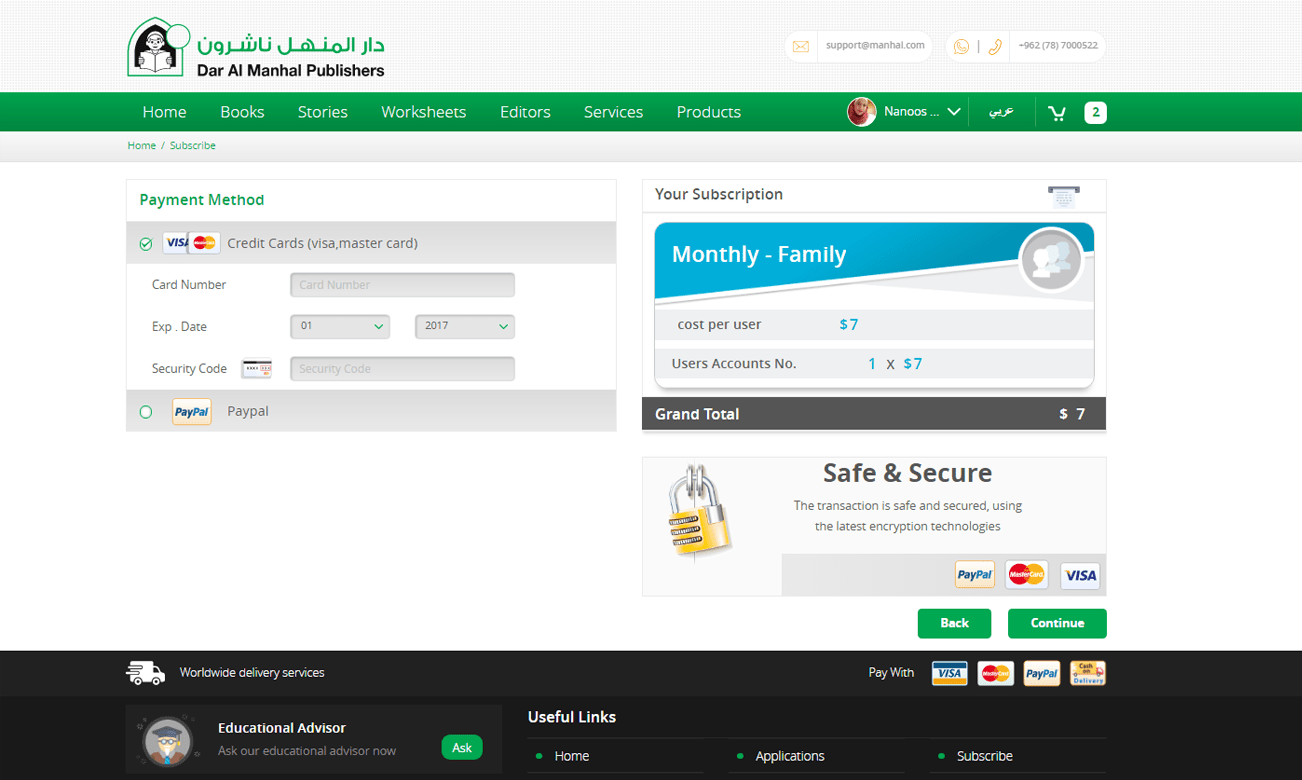 دار المنهل ناشرون
Dar Al Manhal Publishers
support@manhal.com
|
+962 (78) 7000522
Home Books Stories Worksheets Editors Services Products
Nanoos ...
عربي
2
Home / Subscribe
Payment Method
VISA MasterCard Credit Cards (visa,master card)
Card Number Card Number
Exp . Date 01 2017
Security Code Security Code
PayPal Paypal
Your Subscription
Monthly - Family
cost per user $7
Users Accounts No. 1 x $7
Grand Total $ 7
Safe & Secure
The transaction is safe and secured, using
the latest encryption technologies
PayPal MasterCard VISA
Back Continue
Worldwide delivery services
Pay With VISA MasterCard PayPal Cash on Delivery
Educational Advisor
Ask our educational advisor now
Ask
Useful Links
Home Applications Subscribe